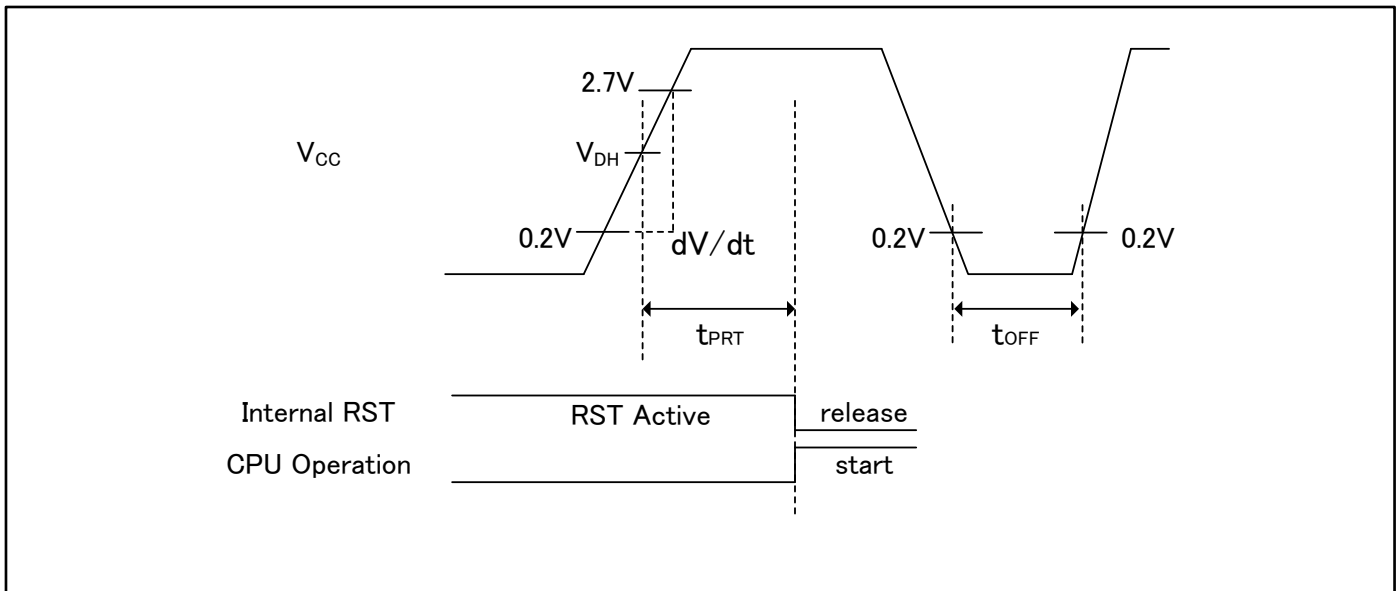 2.7V
VCC
VDH
0.2V
dV/dt
0.2V
0.2V
tPRT
tOFF
Internal RST
RST Active
release
CPU Operation
start